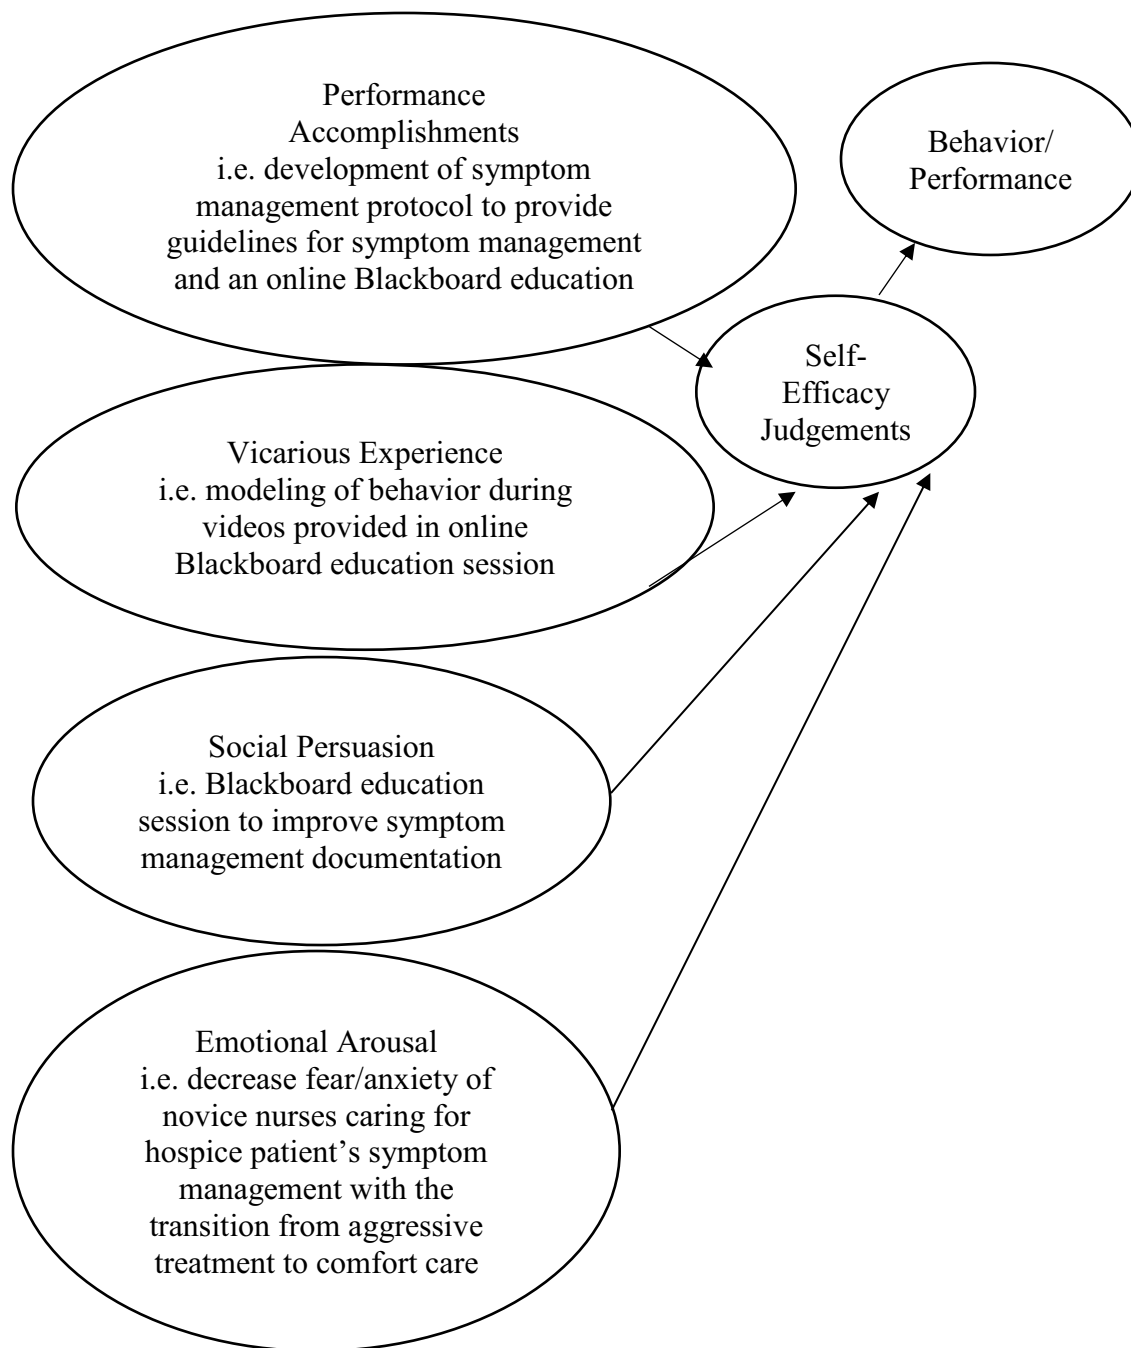 Performance
Accomplishments
i.e. development of symptom
management protocol to provide
guidelines for symptom management
and an online Blackboard education
Behavior/
Performance
Self-
Efficacy
Judgements
Vicarious Experience
i.e. modeling of behavior during
videos provided in online
Blackboard education session
Social Persuasion
i.e. Blackboard education
session to improve symptom
management documentation
Emotional Arousal
i.e. decrease fear/anxiety of
novice nurses caring for
hospice patient’s symptom
management with the
transition from aggressive
treatment to comfort care